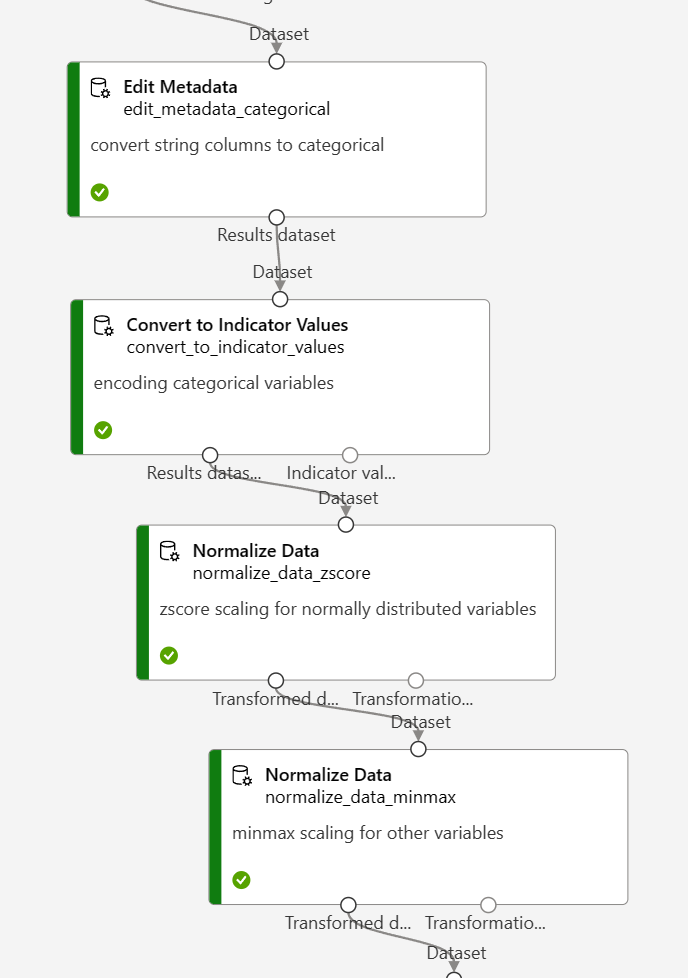 Dataset
Edit Metadata
edit_metadata_categorical
convert string columns to categorical
Results dataset
Dataset
Convert to Indicator Values
convert_to_indicator_values
encoding categorical variables
Results datas... Indicator val...
Dataset
Normalize Data
normalize_data_zscore
zscore scaling for normally distributed variables
Transformed d... Transformatio...
Dataset
Normalize Data
normalize_data_minmax
minmax scaling for other variables
Transformed d... Transformatio...
Dataset